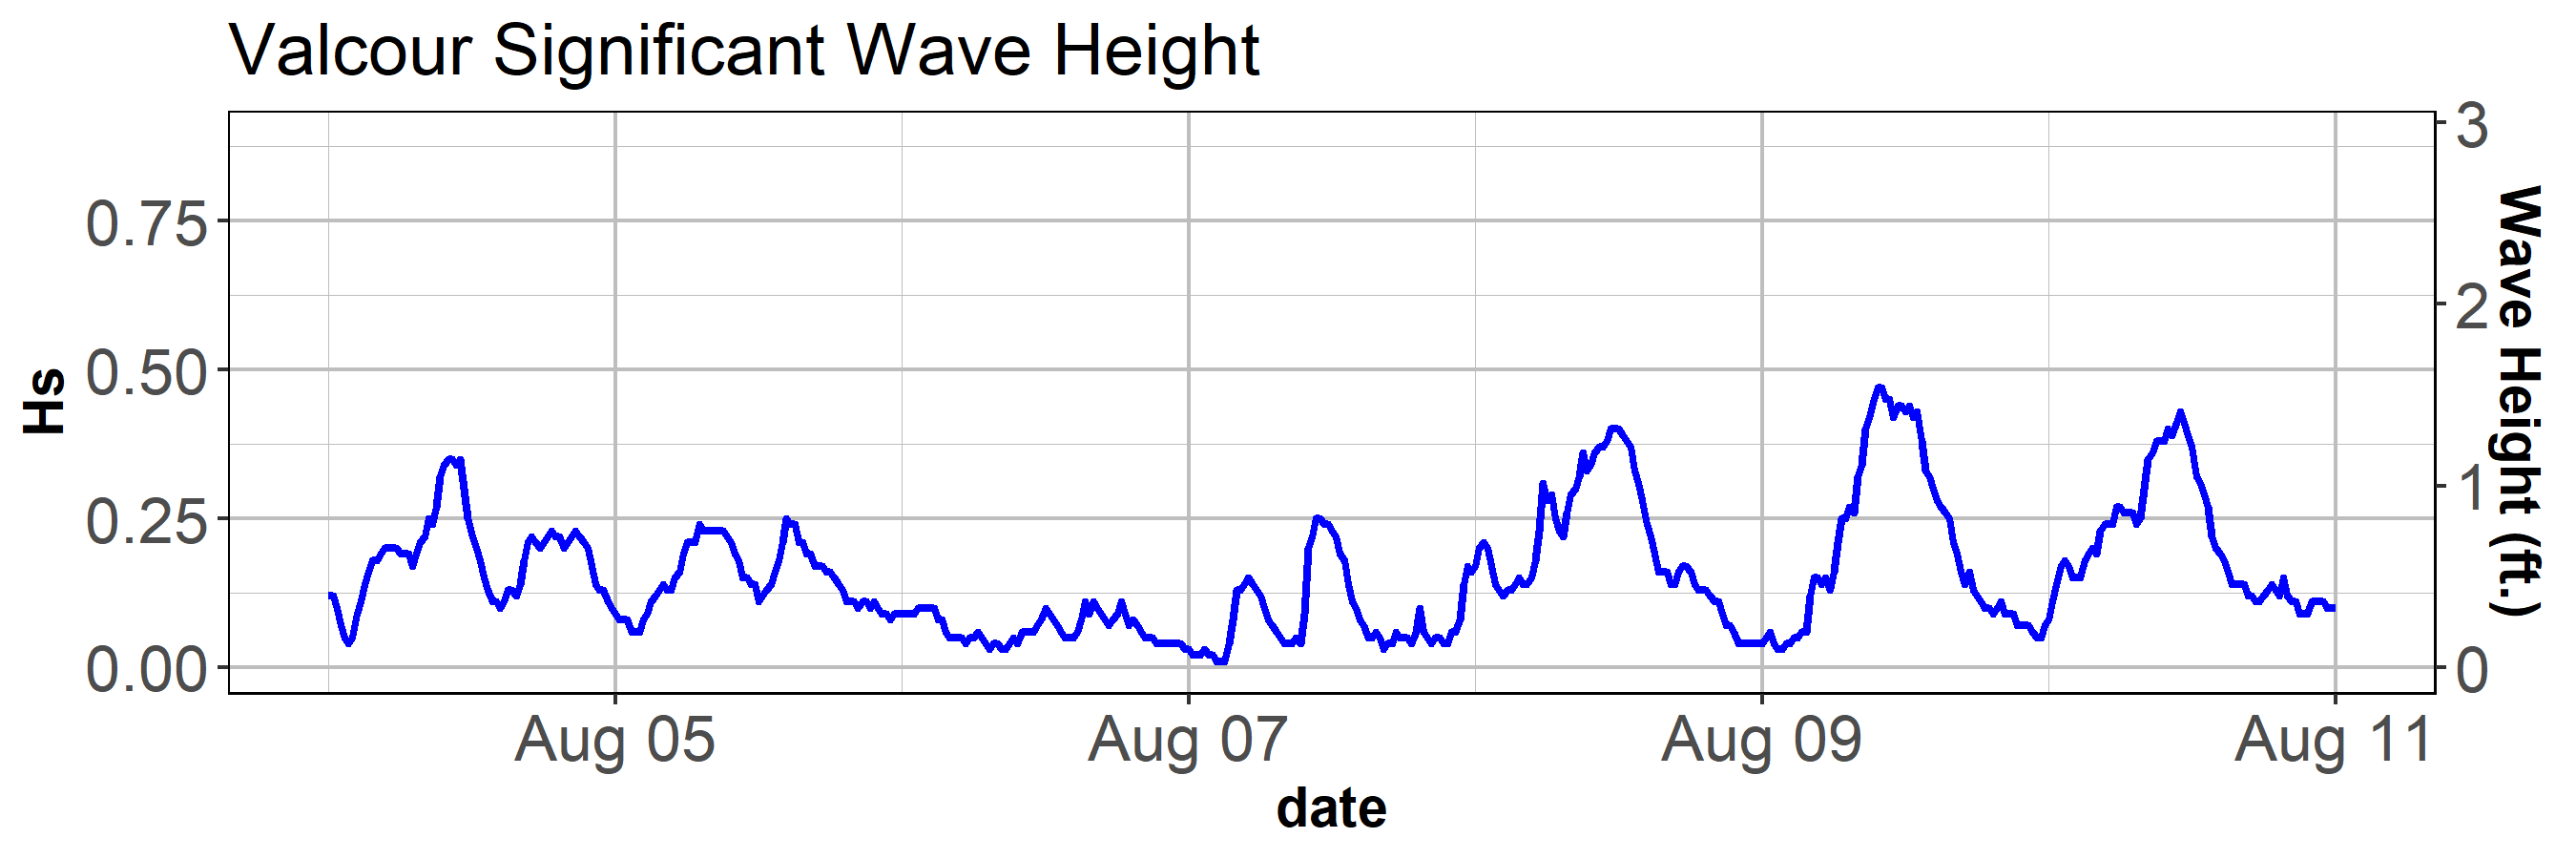 Valcour Significant Wave Height
Hs
0.75
0.50
0.25
0.00
3
2
1
0
Wave Height (ft.)
Aug 05 Aug 07 Aug 09 Aug 11
date